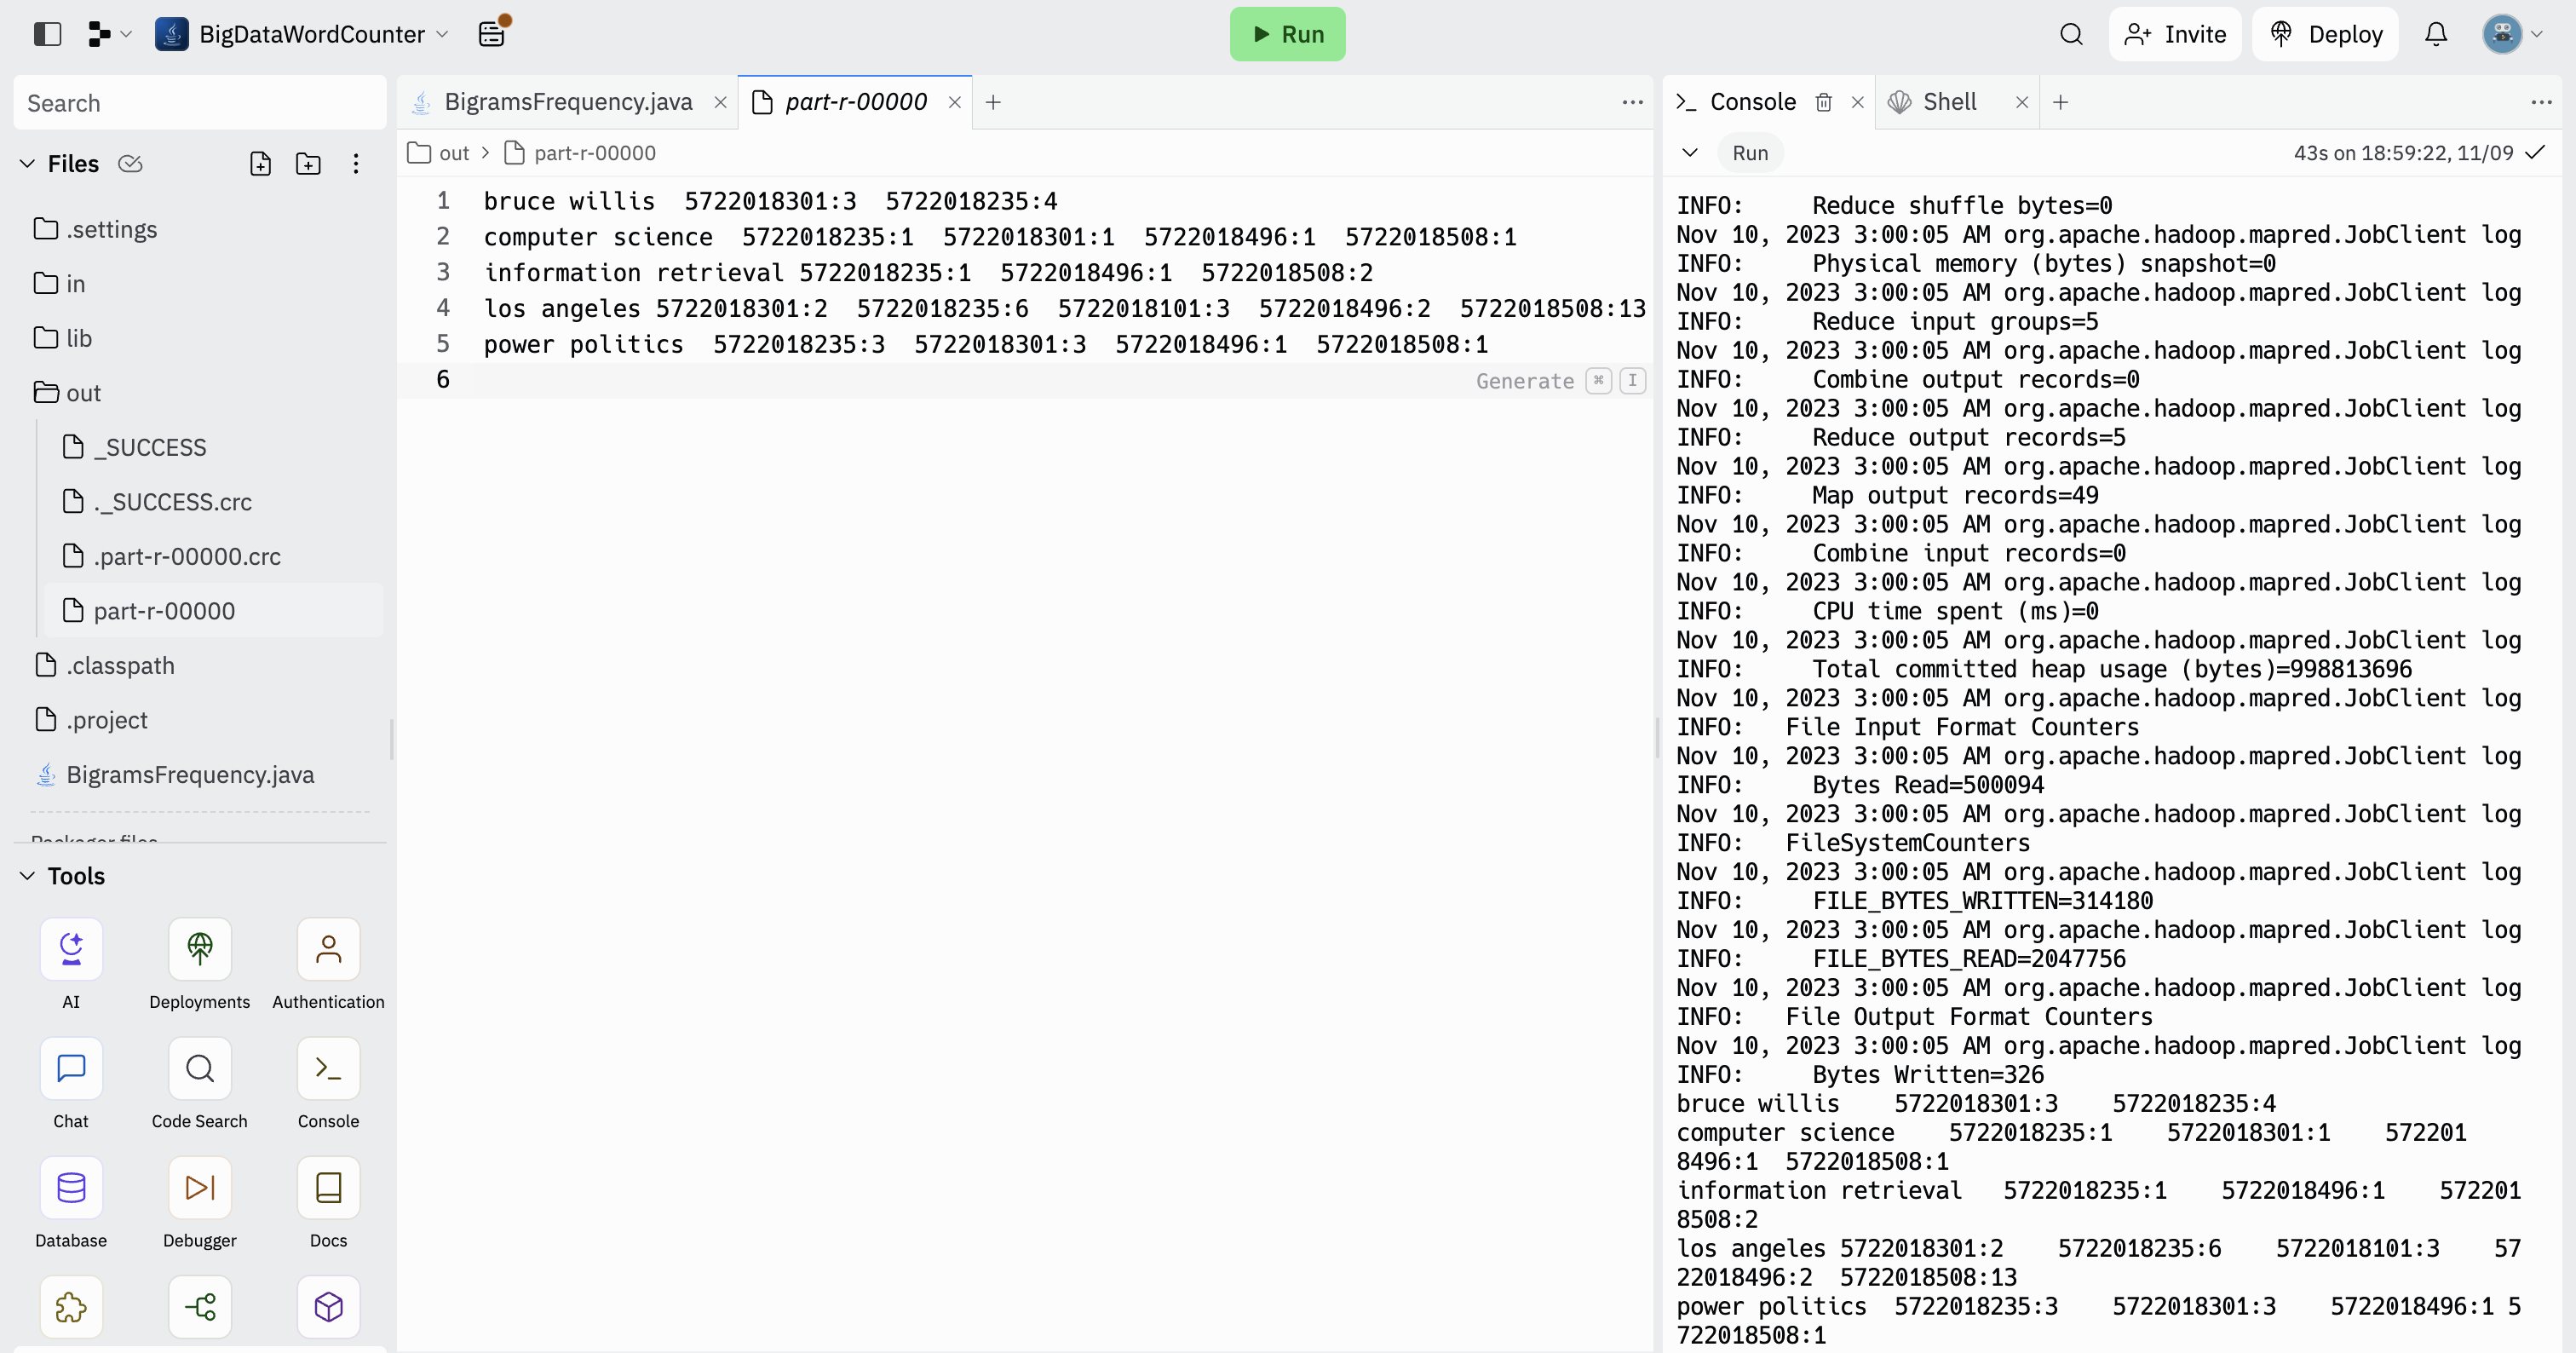 BigDataWordCounter
Run
Invite
Deploy
Search
Files
.settings
in
lib
out
_SUCCESS
._SUCCESS.crc
.part-r-00000.crc
part-r-00000
.classpath
.project
BigramsFrequency.java
Packager files
Tools
AI
Deployments
Authentication
Chat
Code Search
Console
Database
Debugger
Docs
BigramsFrequency.java
part-r-00000
out > part-r-00000
1 bruce willis 5722018301:3 5722018235:4
2 computer science 5722018235:1 5722018301:1 5722018496:1 5722018508:1
3 information retrieval 5722018235:1 5722018496:1 5722018508:2
4 los angeles 5722018301:2 5722018235:6 5722018101:3 5722018496:2 5722018508:13
5 power politics 5722018235:3 5722018301:3 5722018496:1 5722018508:1
6
Generate ⌘ I
Console
Shell
Run
43s on 18:59:22, 11/09
INFO: Reduce shuffle bytes=0
Nov 10, 2023 3:00:05 AM org.apache.hadoop.mapred.JobClient log
INFO: Physical memory (bytes) snapshot=0
Nov 10, 2023 3:00:05 AM org.apache.hadoop.mapred.JobClient log
INFO: Reduce input groups=5
Nov 10, 2023 3:00:05 AM org.apache.hadoop.mapred.JobClient log
INFO: Combine output records=0
Nov 10, 2023 3:00:05 AM org.apache.hadoop.mapred.JobClient log
INFO: Reduce output records=5
Nov 10, 2023 3:00:05 AM org.apache.hadoop.mapred.JobClient log
INFO: Map output records=49
Nov 10, 2023 3:00:05 AM org.apache.hadoop.mapred.JobClient log
INFO: Combine input records=0
Nov 10, 2023 3:00:05 AM org.apache.hadoop.mapred.JobClient log
INFO: CPU time spent (ms)=0
Nov 10, 2023 3:00:05 AM org.apache.hadoop.mapred.JobClient log
INFO: Total committed heap usage (bytes)=998813696
Nov 10, 2023 3:00:05 AM org.apache.hadoop.mapred.JobClient log
INFO: File Input Format Counters
Nov 10, 2023 3:00:05 AM org.apache.hadoop.mapred.JobClient log
INFO: Bytes Read=500094
Nov 10, 2023 3:00:05 AM org.apache.hadoop.mapred.JobClient log
INFO: FileSystemCounters
Nov 10, 2023 3:00:05 AM org.apache.hadoop.mapred.JobClient log
INFO: FILE_BYTES_WRITTEN=314180
Nov 10, 2023 3:00:05 AM org.apache.hadoop.mapred.JobClient log
INFO: FILE_BYTES_READ=2047756
Nov 10, 2023 3:00:05 AM org.apache.hadoop.mapred.JobClient log
INFO: File Output Format Counters
Nov 10, 2023 3:00:05 AM org.apache.hadoop.mapred.JobClient log
INFO: Bytes Written=326
bruce willis 5722018301:3 5722018235:4
computer science 5722018235:1 5722018301:1 572201
8496:1 5722018508:1
information retrieval 5722018235:1 5722018496:1 572201
8508:2
los angeles 5722018301:2 5722018235:6 5722018101:3 57
22018496:2 5722018508:13
power politics 5722018235:3 5722018301:3 5722018496:1 5
722018508:1